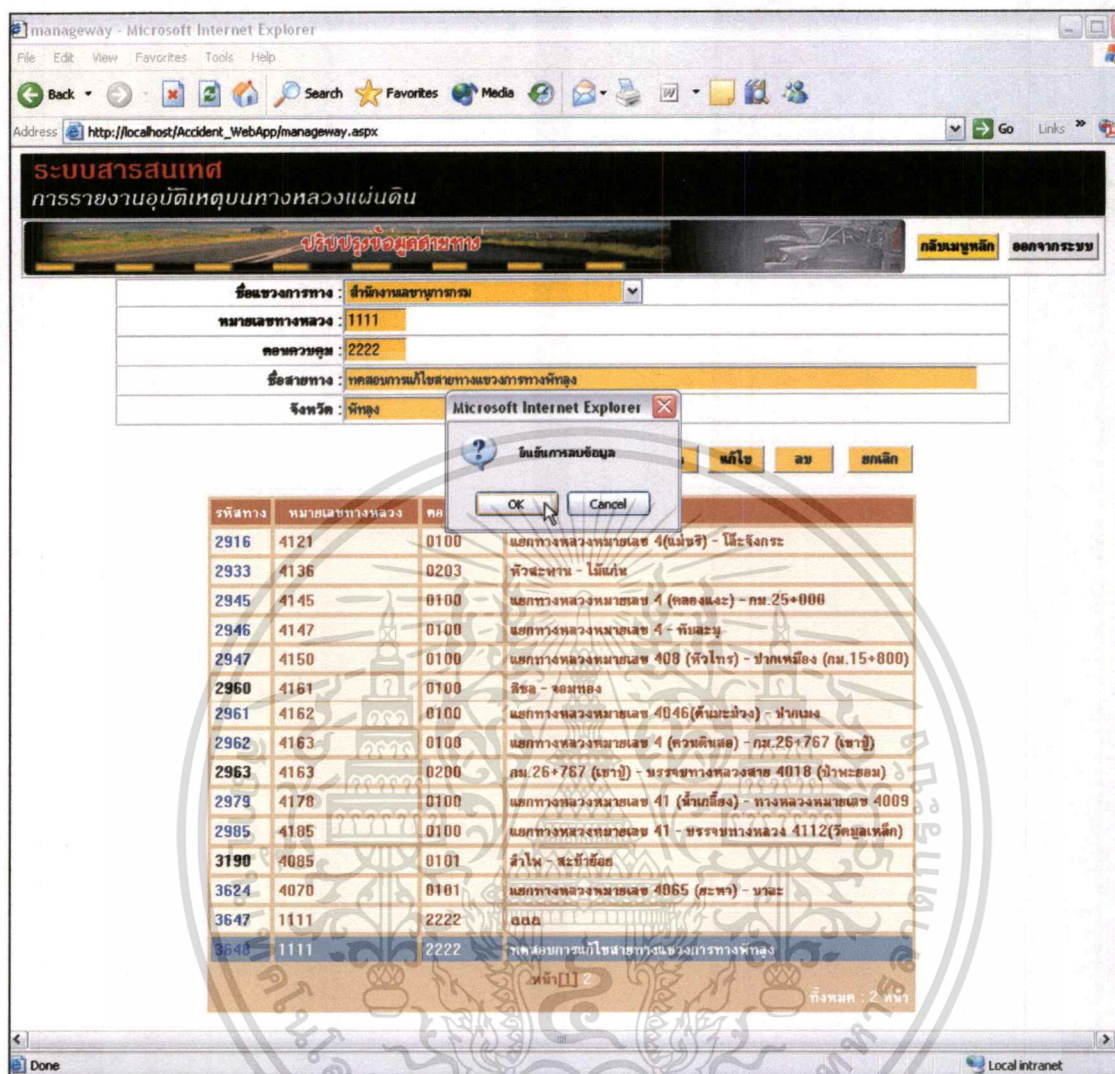 manageway - Microsoft Internet Explorer
File Edit View Favorites Tools Help
Back Search Favorites Media
Address http://localhost/Accident_WebApp/manageway.aspx Go Links
ระบบสารสนเทศ
การรายงานอุบัติเหตุบนทางหลวงแผ่นดิน
ปรับปรุงข้อมูลสายทาง กลับเมนูหลัก ออกจากระบบ
ชื่อแขวงการทาง : สำนักงานเลขานุการกรม
หมายเลขทางหลวง : 1111
ตอนควบคุม : 2222
ชื่อสายทาง : ทดสอบการแก้ไขสายทางแขวงการทางพัทลุง
จังหวัด : พัทลุง
Microsoft Internet Explorer
ยืนยันการลบข้อมูล
OK Cancel
แก้ไข ลบ ยกเลิก
รหัสทาง หมายเลขทางหลวง ตอ
2916 4121 0100 แยกทางหลวงหมายเลข 4(แม่ขรี) - โล๊ะจังกระ
2933 4136 0203 หัวสะพาน - ไม้แก่น
2945 4145 0100 แยกทางหลวงหมายเลข 4 (คลองแงะ) - กม.25+000
2946 4147 0100 แยกทางหลวงหมายเลข 4 - ทับละมุ
2947 4150 0100 แยกทางหลวงหมายเลข 408 (หัวไทร) - ปากเหมือง (กม.15+800)
2960 4161 0100 สิชล - จอมทอง
2961 4162 0100 แยกทางหลวงหมายเลข 4046(ต้นมะม่วง) - ปากเมง
2962 4163 0100 แยกทางหลวงหมายเลข 4 (ควนดินสอ) - กม.26+767 (เขาปู่)
2963 4163 0200 กม.26+767 (เขาปู่) - บรรจบทางหลวงสาย 4018 (ป่าพะยอม)
2979 4178 0100 แยกทางหลวงหมายเลข 41 (น้ำเกลี้ยง) - ทางหลวงหมายเลข 4009
2985 4185 0100 แยกทางหลวงหมายเลข 41 - บรรจบทางหลวง 4112(วัดมูลเหล็ก)
3190 4085 0101 ลำไพ - สะบ้าย้อย
3624 4070 0101 แยกทางหลวงหมายเลข 4065 (ยะหา) - บาละ
3647 1111 2222 ลลล
3648 1111 2222 ทดสอบการแก้ไขสายทางแขวงการทางพัทลุง
หน้า[1] 2
ทั้งหมด : 2 หน้า
Done Local intranet